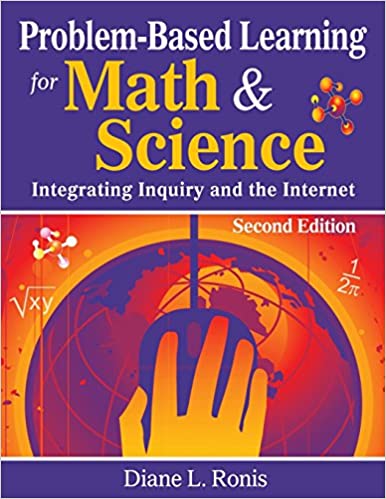 Problem-Based Learning
for Math &
Science
Integrating Inquiry and the Internet
Second Edition
√xy
1
2π
Diane L. Ronis